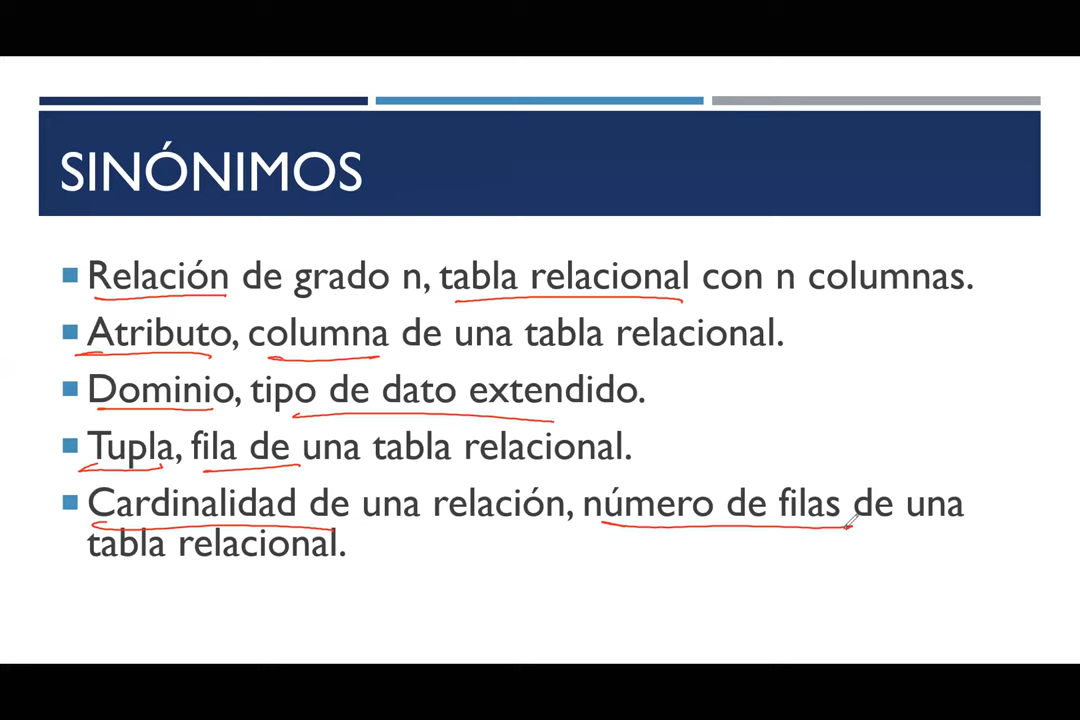 SINÓNIMOS
Relación de grado n, tabla relacional con n columnas.
Atributo, columna de una tabla relacional.
Dominio, tipo de dato extendido.
Tupla, fila de una tabla relacional.
Cardinalidad de una relación, número de filas de una
tabla relacional.